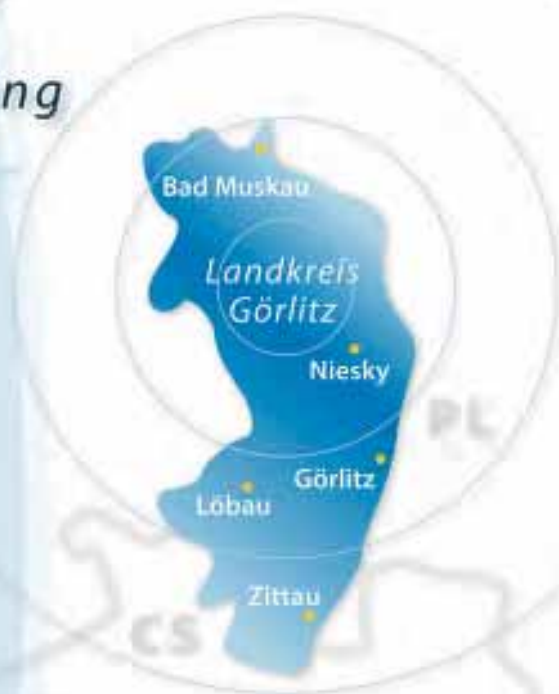 ng
Bad Muskau
Landkreis
Görlitz
Niesky
PL
Görlitz
Löbau
Zittau
CS